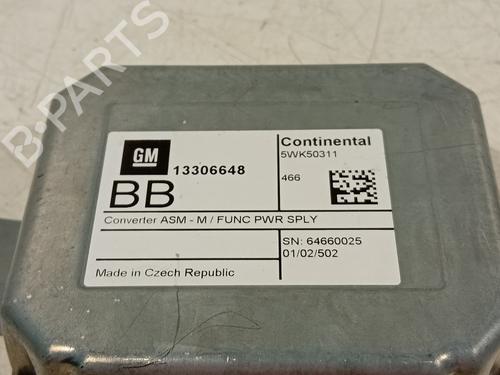 B-PARTS
GM
13306648
BB
Continental
5WK50311
466
Converter ASM - M / FUNC PWR SPLY
SN: 64660025
01/02/502
Made in Czech Republic